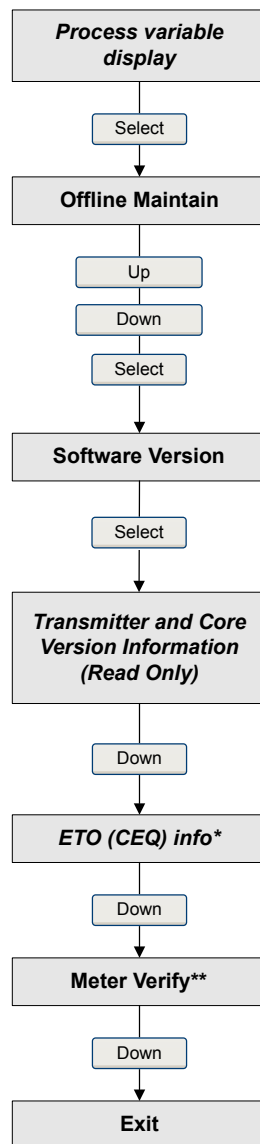 Process variable
display
Select
Offline Maintain
Up
Down
Select
Software Version
Select
Transmitter and Core
Version Information
(Read Only)
Down
ETO (CEQ) info*
Down
Meter Verify**
Down
Exit